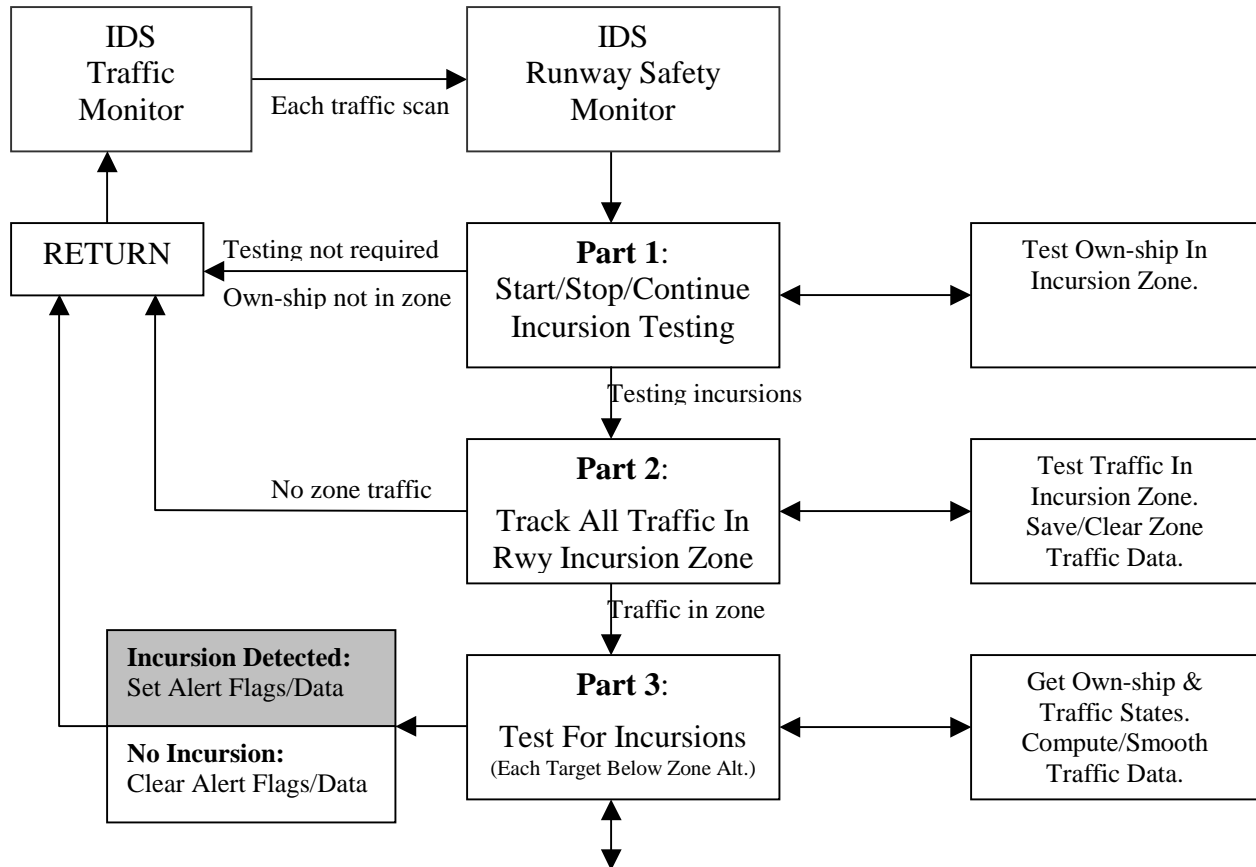 IDS
Traffic
Monitor
Each traffic scan
IDS
Runway Safety
Monitor
RETURN
Testing not required
Own-ship not in zone
Part 1:
Start/Stop/Continue
Incursion Testing
Test Own-ship In
Incursion Zone.
Testing incursions
No zone traffic
Part 2:
Track All Traffic In
Rwy Incursion Zone
Test Traffic In
Incursion Zone.
Save/Clear Zone
Traffic Data.
Traffic in zone
Incursion Detected:
Set Alert Flags/Data
No Incursion:
Clear Alert Flags/Data
Part 3:
Test For Incursions
(Each Target Below Zone Alt.)
Get Own-ship &
Traffic States.
Compute/Smooth
Traffic Data.